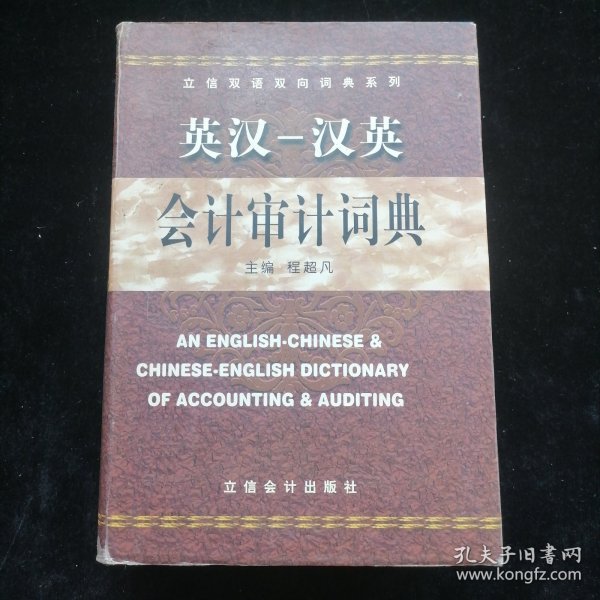 立信双语双向词典系列
英汉－汉英
会计审计词典
主编 程超凡
AN ENGLISH-CHINESE &
CHINESE-ENGLISH DICTIONARY
OF ACCOUNTING & AUDITING
立信会计出版社
孔夫子旧书网
www.kongfz.com